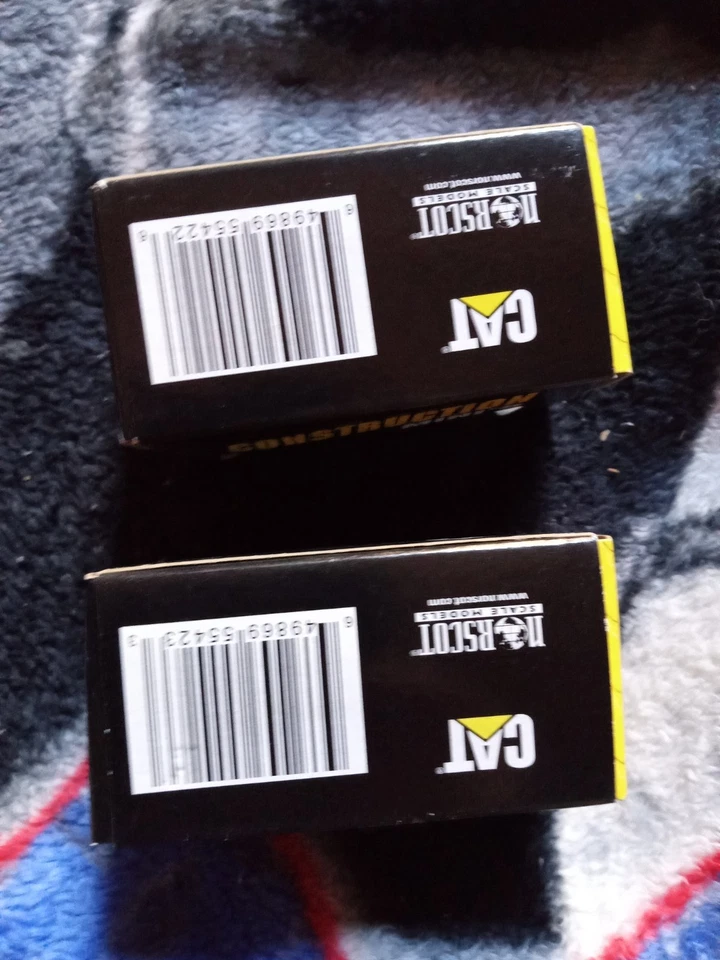 CAT
®
NORSCOT®
SCALE MODELS
www.norscot.com
6 49869 55422 6
CONSTRUCTION
CAT
®
NORSCOT®
SCALE MODELS
www.norscot.com
6 49869 55423 3